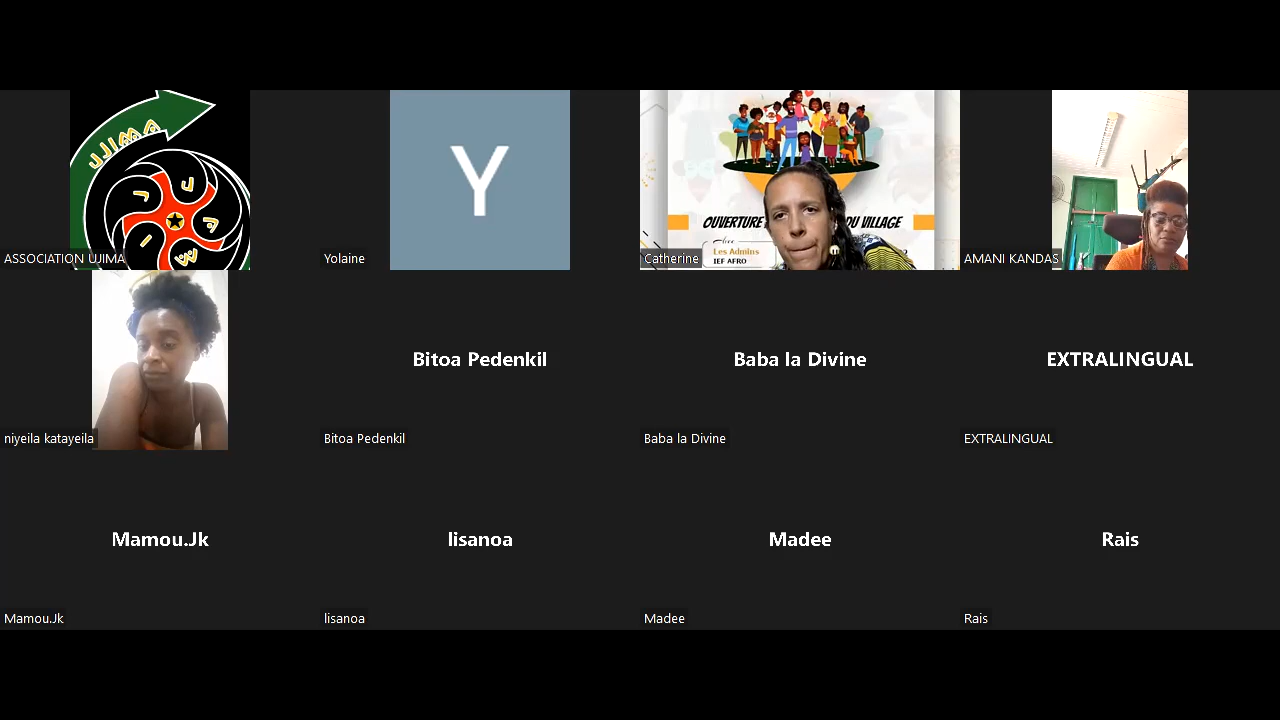 UJIMA
U
J
J
A
I
M
ASSOCIATION UJIMA
Y
Yolaine
OUVERTURE
DU VILLAGE
Les Admins
IEF AFRO
Catherine
AMANI KANDAS
niyeila katayeila
Bitoa Pedenkil
Bitoa Pedenkil
Baba la Divine
Baba la Divine
EXTRALINGUAL
EXTRALINGUAL
Mamou.Jk
Mamou.Jk
lisanoa
lisanoa
Madee
Madee
Rais
Rais